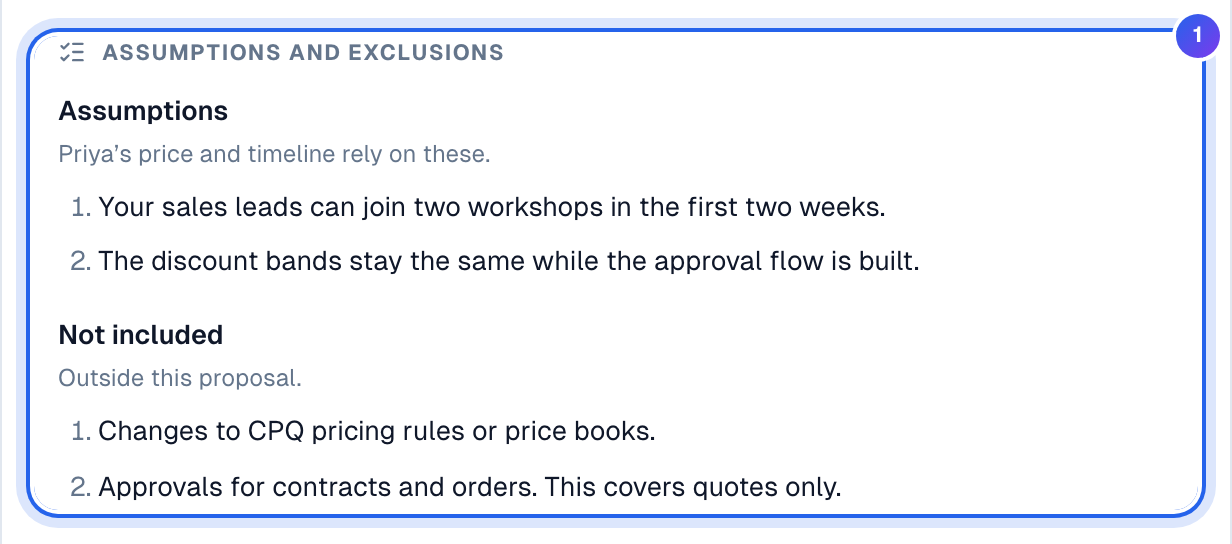 1
ASSUMPTIONS AND EXCLUSIONS
Assumptions
Priya’s price and timeline rely on these.
1. Your sales leads can join two workshops in the first two weeks.
2. The discount bands stay the same while the approval flow is built.
Not included
Outside this proposal.
1. Changes to CPQ pricing rules or price books.
2. Approvals for contracts and orders. This covers quotes only.